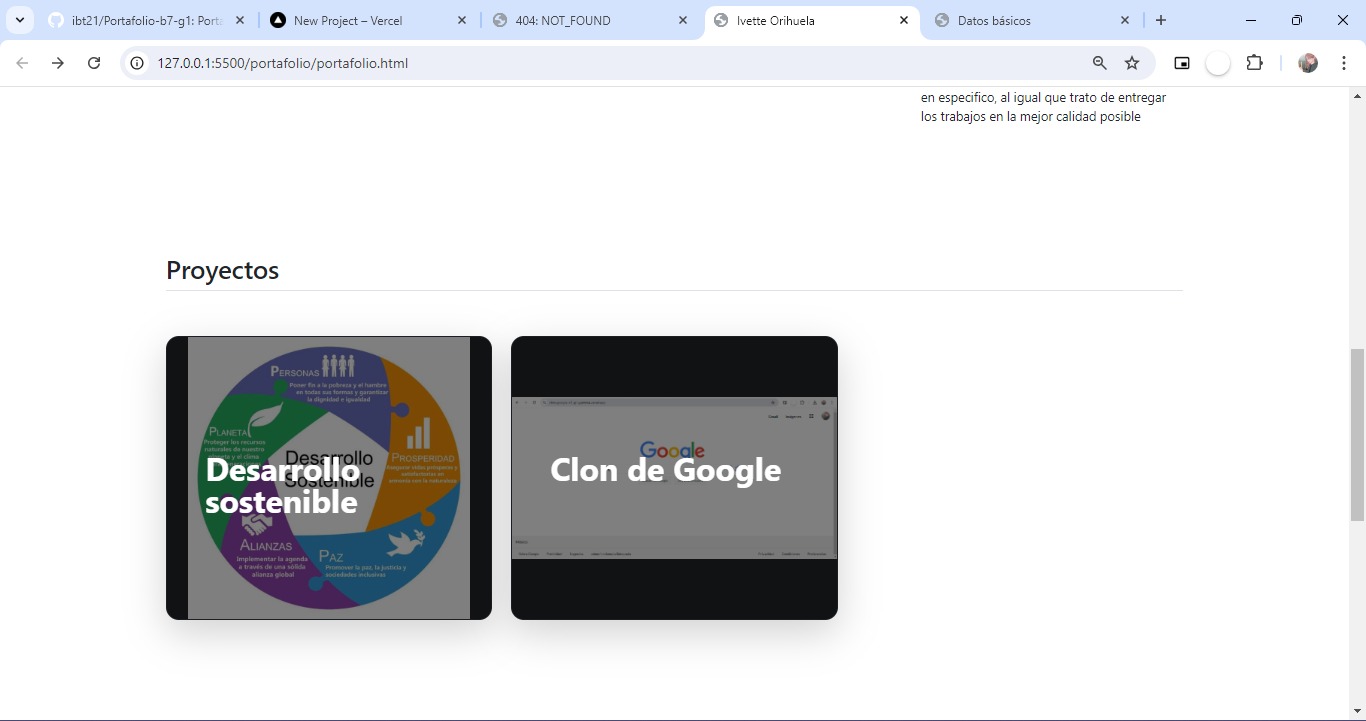 ibt21/Portafolio-b7-g1: Porta
New Project – Vercel
404: NOT_FOUND
Ivette Orihuela
Datos básicos
127.0.0.1:5500/portafolio/portafolio.html
en especifico, al igual que trato de entregar
los trabajos en la mejor calidad posible
Proyectos
PERSONAS
Poner fin a la pobreza y al hambre
en todas sus formas y garantizar
la dignidad e igualdad
PLANETA
Proteger los recursos
naturales de nuestro
planeta y el clima
PROSPERIDAD
Asegurar vidas prósperas y
satisfactorias en
armonía con la naturaleza
Desarrollo
Sostenible
Desarrollo
sostenible
ALIANZAS
Implementar la agenda
a través de una sólida
alianza global
PAZ
Promover la paz, la justicia y
sociedades inclusivas
Gmail
Google
Clon de Google